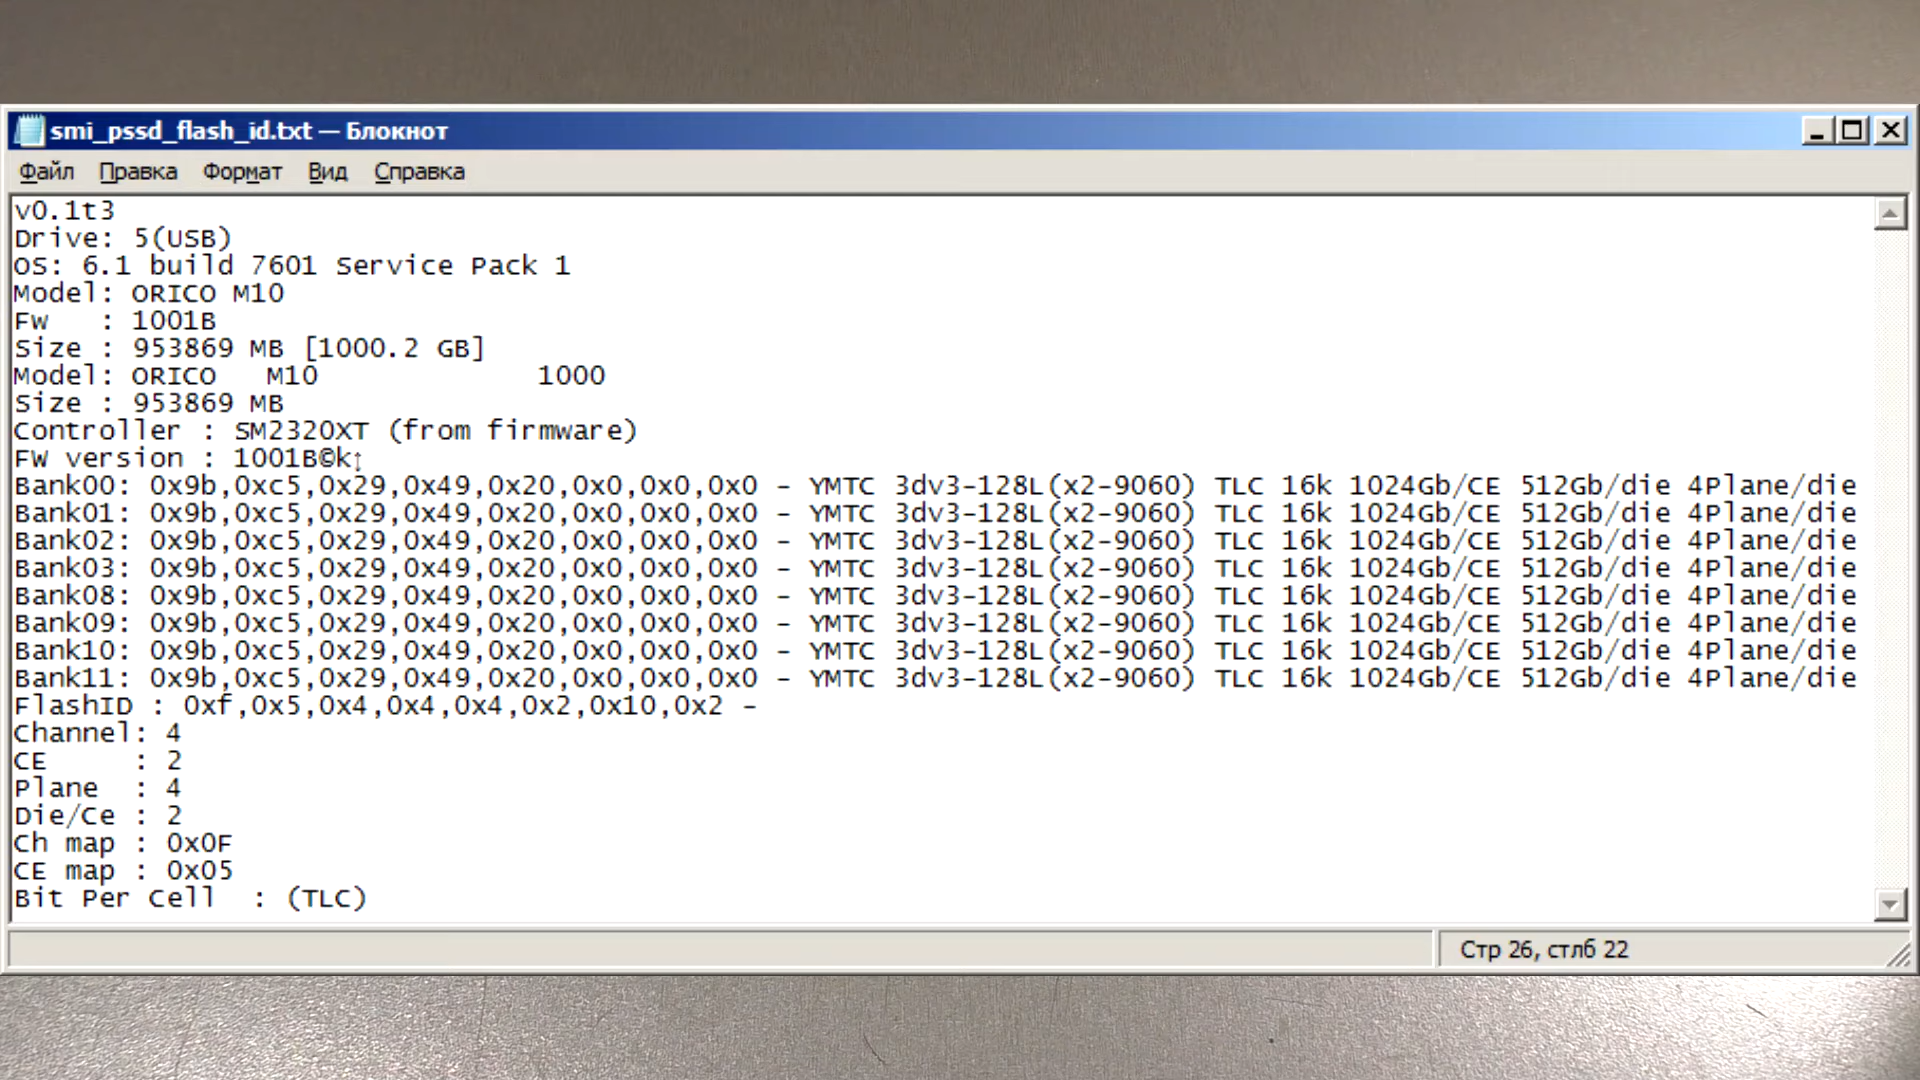 smi_pssd_flash_id.txt — Блокнот
Файл Правка Формат Вид Справка
v0.1t3
Drive: 5(USB)
OS: 6.1 build 7601 Service Pack 1
Model: ORICO M10
Fw   : 1001B
Size : 953869 MB [1000.2 GB]
Model: ORICO   M10             1000
Size : 953869 MB
Controller : SM2320XT (from firmware)
FW version : 1001B©k↕
Bank00: 0x9b,0xc5,0x29,0x49,0x20,0x0,0x0,0x0 - YMTC 3dv3-128L(x2-9060) TLC 16k 1024Gb/CE 512Gb/die 4Plane/die
Bank01: 0x9b,0xc5,0x29,0x49,0x20,0x0,0x0,0x0 - YMTC 3dv3-128L(x2-9060) TLC 16k 1024Gb/CE 512Gb/die 4Plane/die
Bank02: 0x9b,0xc5,0x29,0x49,0x20,0x0,0x0,0x0 - YMTC 3dv3-128L(x2-9060) TLC 16k 1024Gb/CE 512Gb/die 4Plane/die
Bank03: 0x9b,0xc5,0x29,0x49,0x20,0x0,0x0,0x0 - YMTC 3dv3-128L(x2-9060) TLC 16k 1024Gb/CE 512Gb/die 4Plane/die
Bank08: 0x9b,0xc5,0x29,0x49,0x20,0x0,0x0,0x0 - YMTC 3dv3-128L(x2-9060) TLC 16k 1024Gb/CE 512Gb/die 4Plane/die
Bank09: 0x9b,0xc5,0x29,0x49,0x20,0x0,0x0,0x0 - YMTC 3dv3-128L(x2-9060) TLC 16k 1024Gb/CE 512Gb/die 4Plane/die
Bank10: 0x9b,0xc5,0x29,0x49,0x20,0x0,0x0,0x0 - YMTC 3dv3-128L(x2-9060) TLC 16k 1024Gb/CE 512Gb/die 4Plane/die
Bank11: 0x9b,0xc5,0x29,0x49,0x20,0x0,0x0,0x0 - YMTC 3dv3-128L(x2-9060) TLC 16k 1024Gb/CE 512Gb/die 4Plane/die
FlashID : 0xf,0x5,0x4,0x4,0x4,0x2,0x10,0x2 -
Channel: 4
CE     : 2
Plane  : 4
Die/Ce : 2
Ch map : 0x0F
CE map : 0x05
Bit Per Cell  : (TLC)
Стр 26, стлб 22